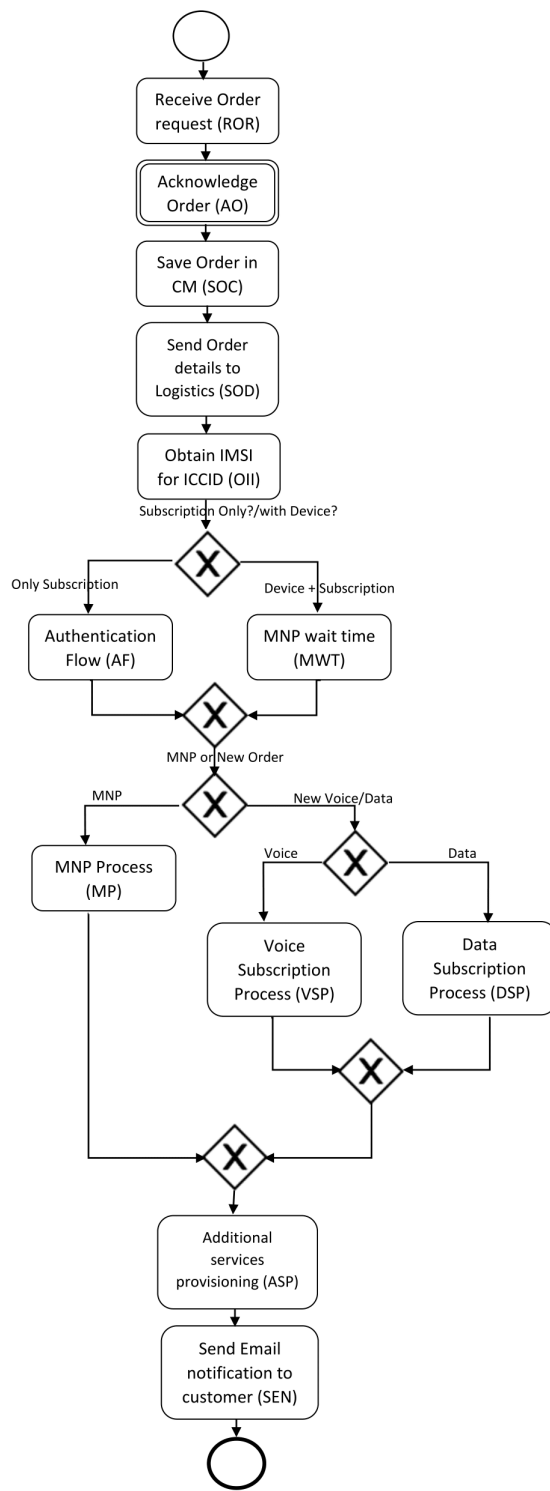 Receive Order
request (ROR)
Acknowledge
Order (AO)
Save Order in
CM (SOC)
Send Order
details to
Logistics (SOD)
Obtain IMSI
for ICCID (OII)
Subscription Only?/with Device?
X
Only Subscription
Device + Subscription
Authentication
Flow (AF)
MNP wait time
(MWT)
X
MNP or New Order
X
MNP
New Voice/Data
MNP Process
(MP)
Voice
X
Data
Voice
Subscription
Process (VSP)
Data
Subscription
Process (DSP)
X
X
Additional
services
provisioning (ASP)
Send Email
notification to
customer (SEN)